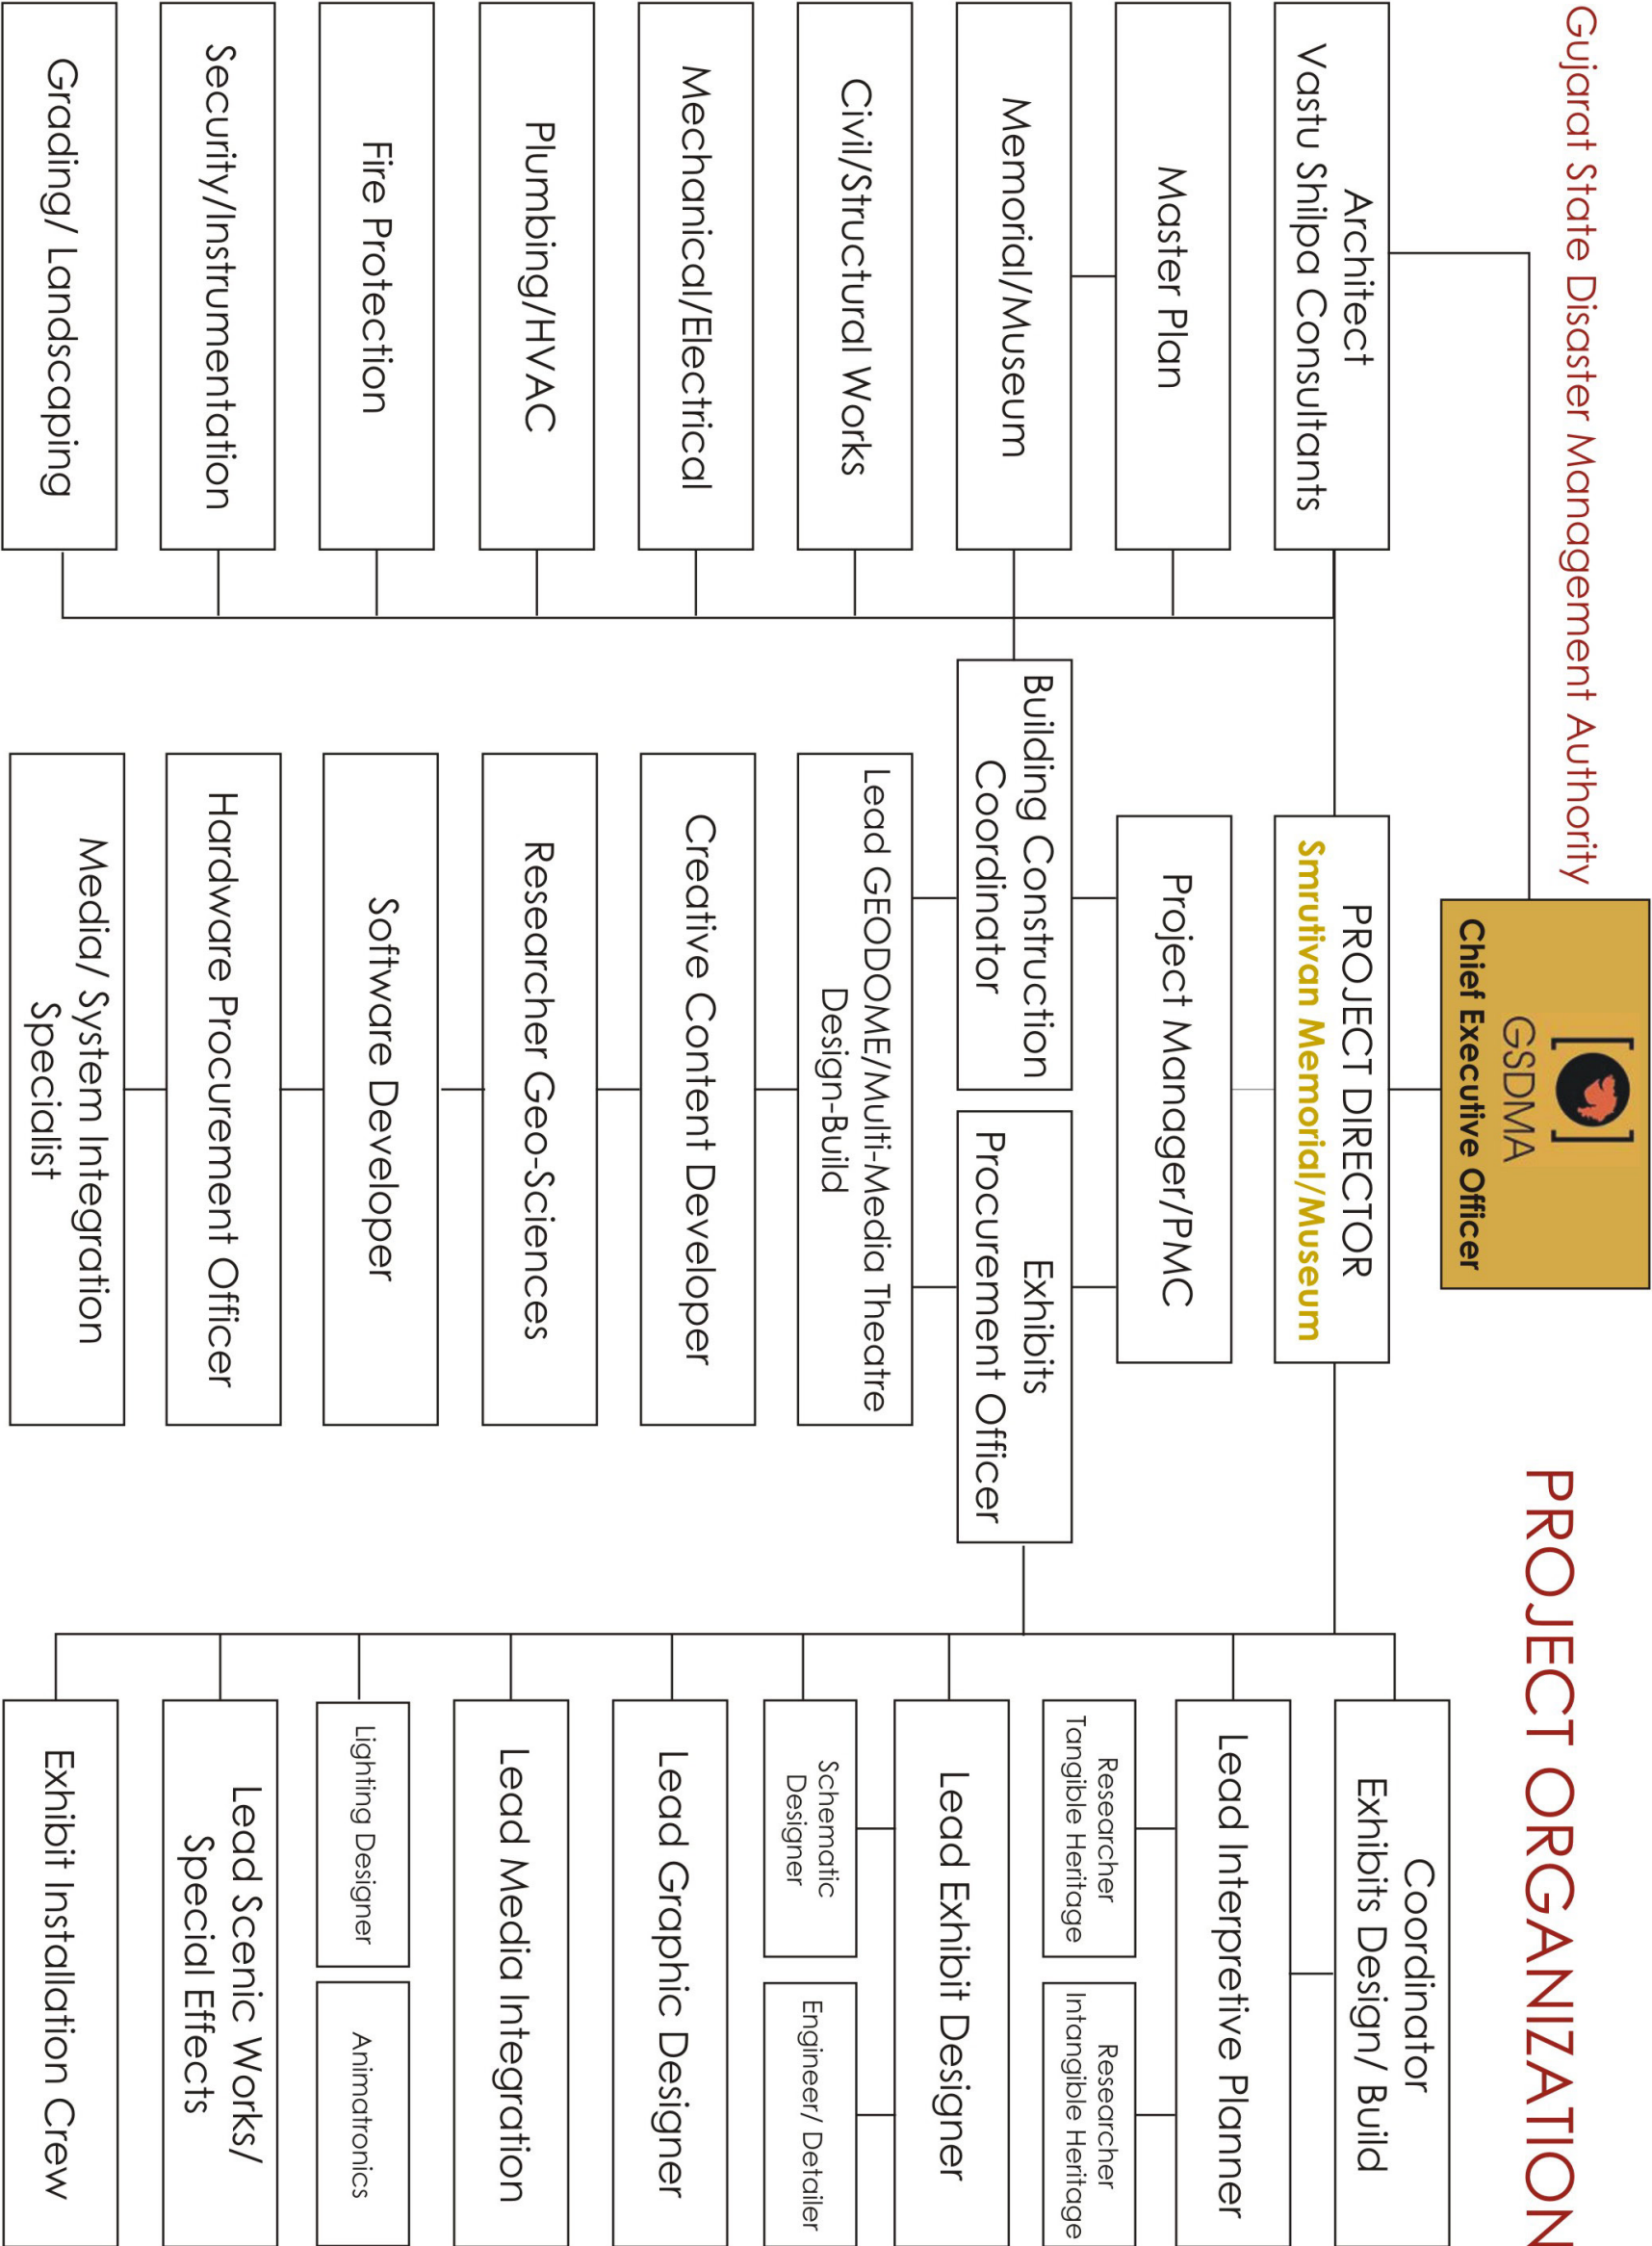 Gujarat State Disaster Management Authority
GSDMA
Chief Executive Officer
PROJECT ORGANIZATION
Architect
Vastu Shilpa Consultants
Master Plan
Memorial/Museum
Civil/Structural Works
Mechanical/Electrical
Plumbing/HVAC
Fire Protection
Security/Instrumentation
Grading/ Landscaping
PROJECT DIRECTOR
Smrutivan Memorial/Museum
Project Manager/PMC
Building Construction
Coordinator
Exhibits
Procurement Officer
Lead GEODOME/Multi-Media Theatre
Design-Build
Creative Content Developer
Researcher Geo-Sciences
Software Developer
Hardware Procurement Officer
Media/ System Integration
Specialist
Coordinator
Exhibits Design/ Build
Lead Interpretive Planner
Researcher
Tangible Heritage
Researcher
Intangible Heritage
Lead Exhibit Designer
Schematic
Designer
Engineer/ Detailer
Lead Graphic Designer
Lead Media Integration
Lighting Designer
Animatronics
Lead Scenic Works/
Special Effects
Exhibit Installation Crew